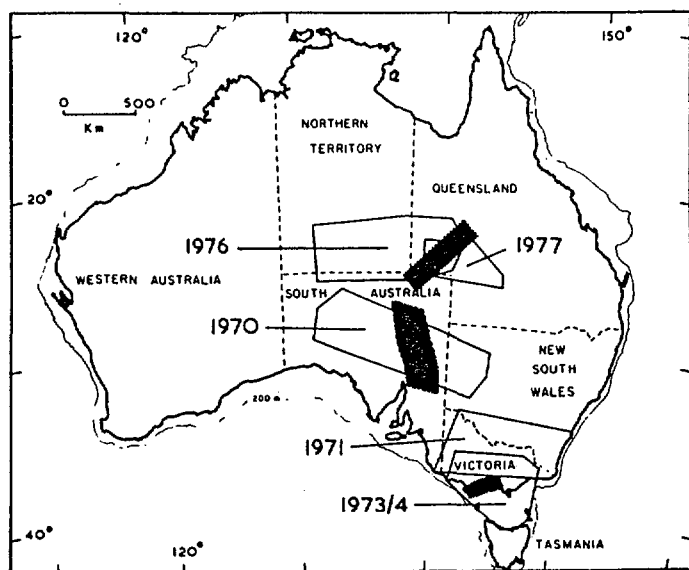 120°
150°
0 500
Km
NORTHERN
TERRITORY
20°
QUEENSLAND
1976
1977
WESTERN AUSTRALIA
SOUTH AUSTRALIA
1970
NEW
SOUTH
WALES
200 m
1971
VICTORIA
1973/4
40°
120°
TASMANIA